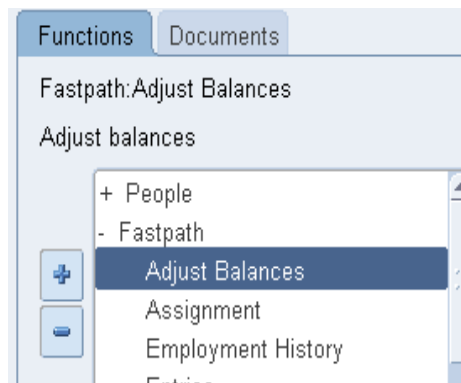 Functions Documents
Fastpath:Adjust Balances
Adjust balances
+ People
- Fastpath
Adjust Balances
Assignment
Employment History